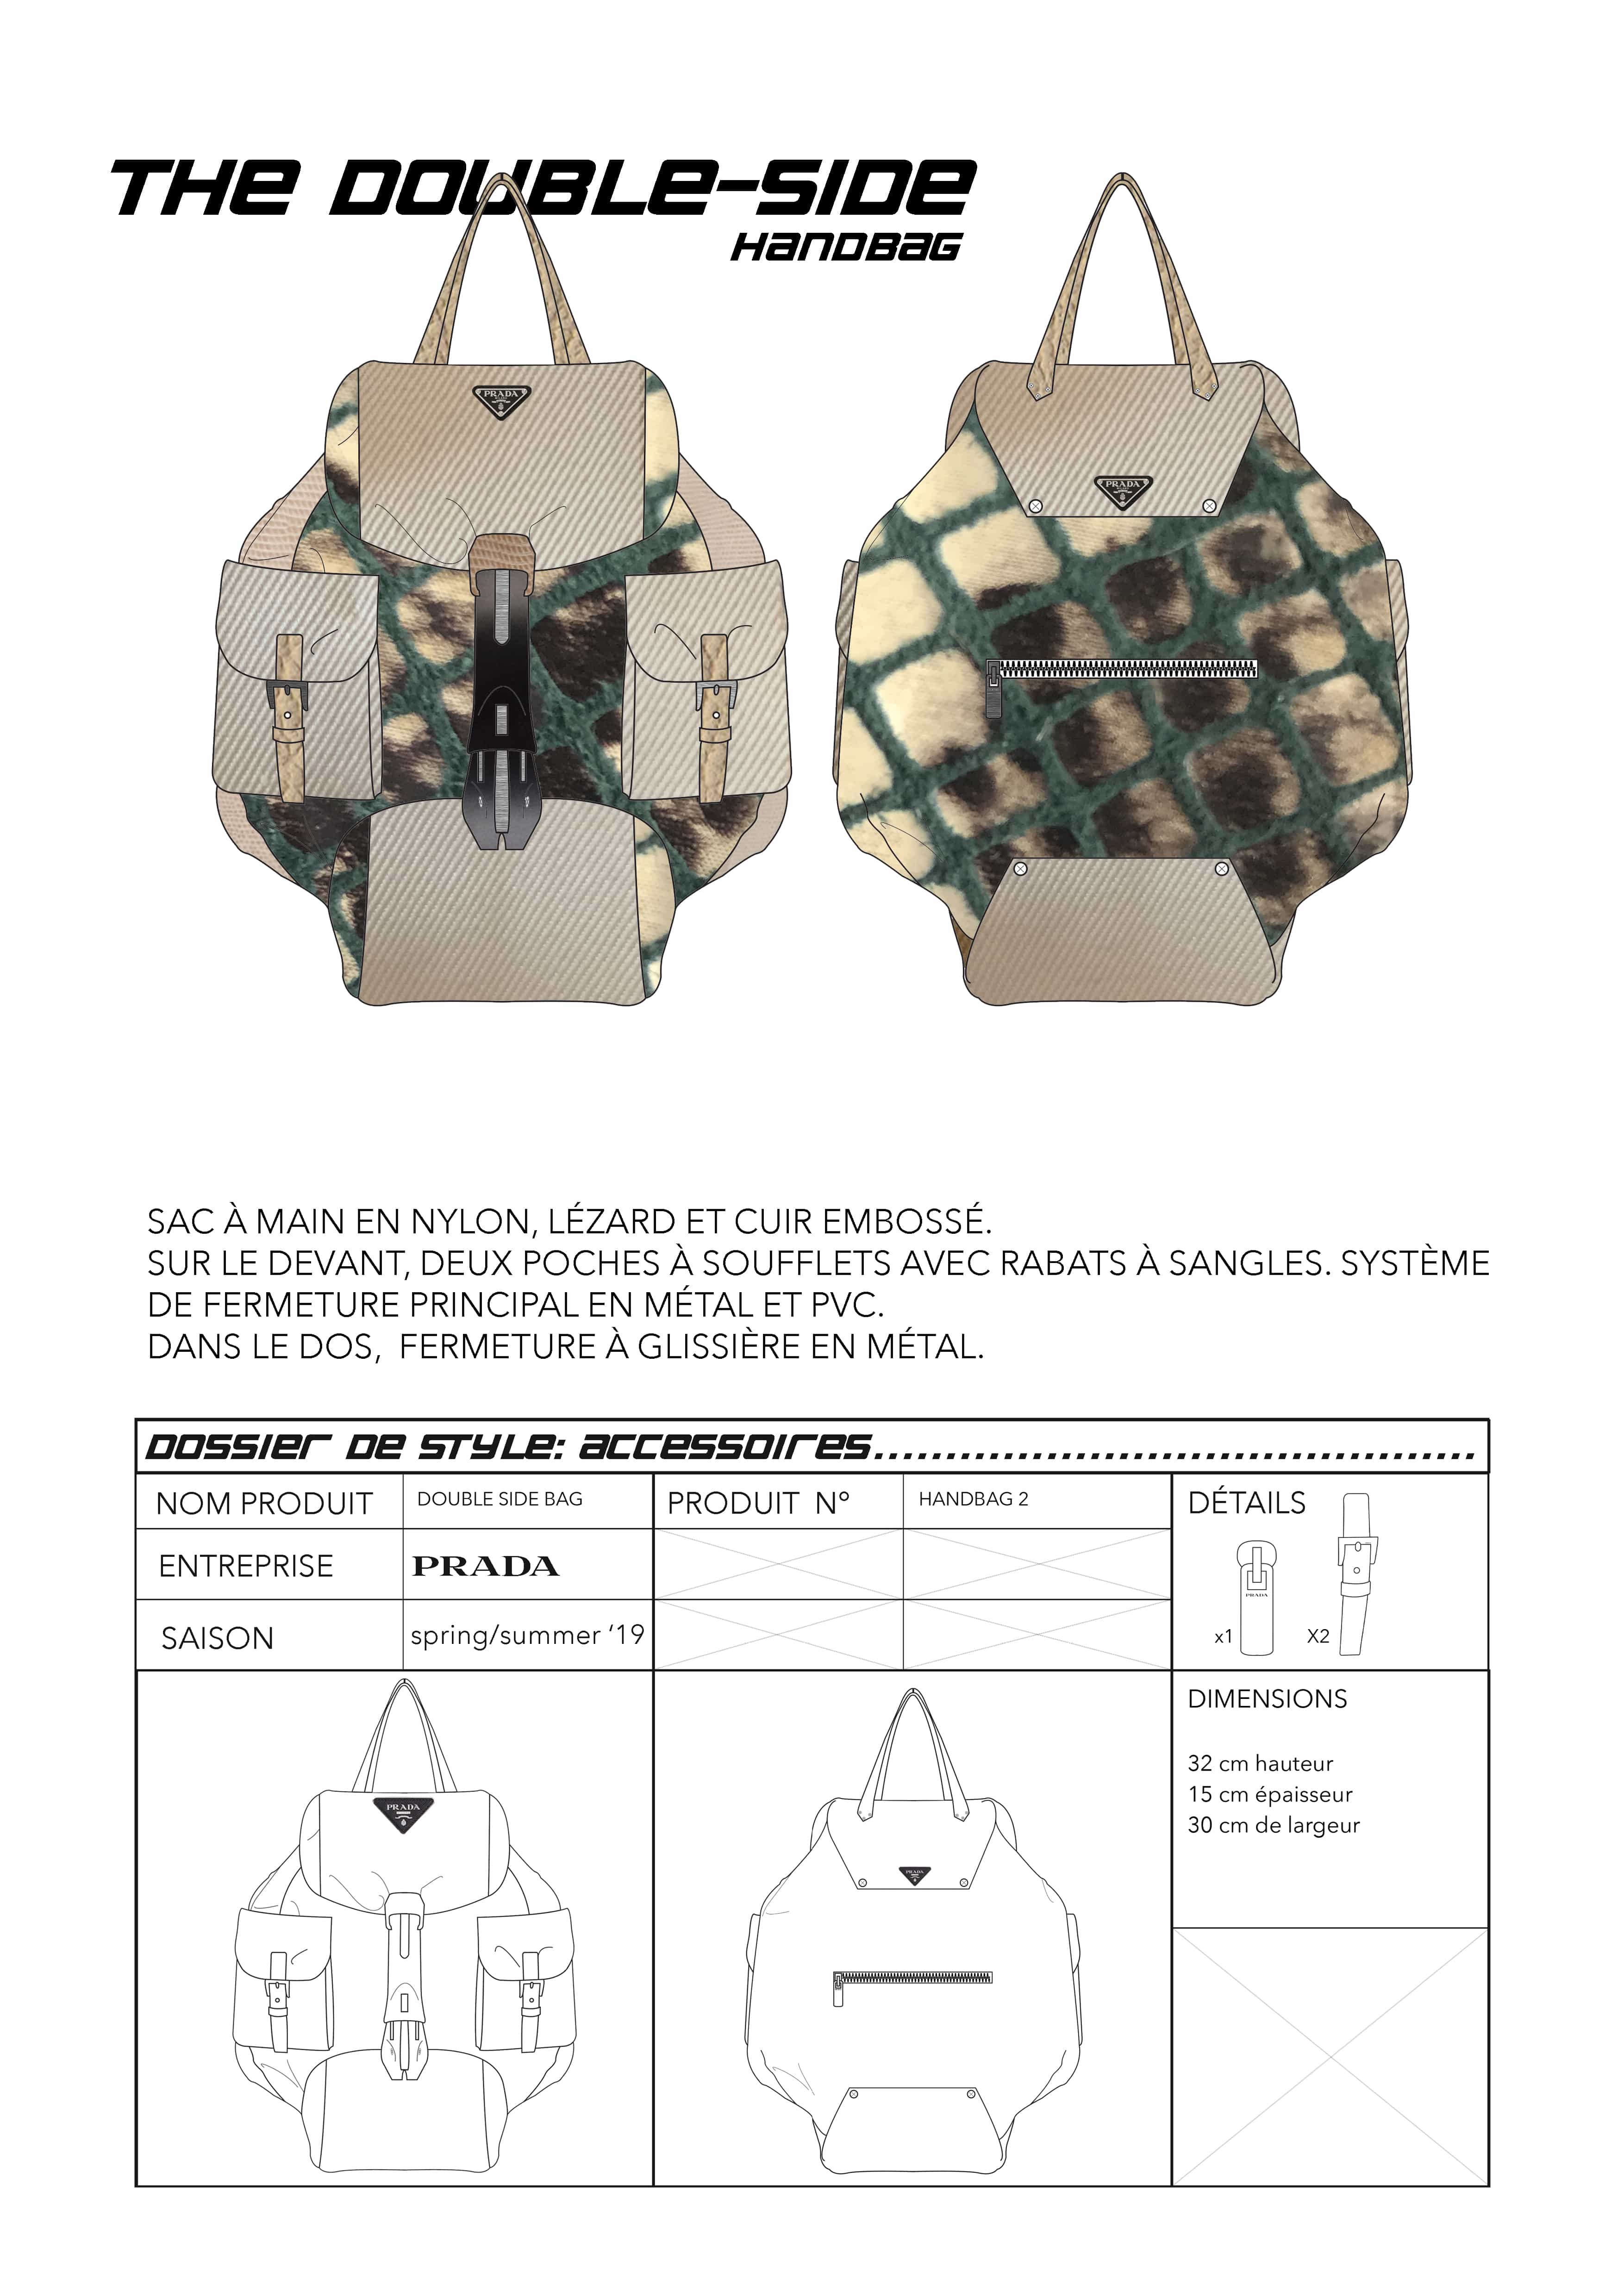 THE DOUBLE-SIDE
HANDBAG
PRADA
PRADA
SAC À MAIN EN NYLON, LÉZARD ET CUIR EMBOSSÉ.
SUR LE DEVANT, DEUX POCHES À SOUFFLETS AVEC RABATS À SANGLES. SYSTÈME
DE FERMETURE PRINCIPAL EN MÉTAL ET PVC.
DANS LE DOS, FERMETURE À GLISSIÈRE EN MÉTAL.
DOSSIER DE STYLE: ACCESSOIRES..........................................
NOM PRODUIT
DOUBLE SIDE BAG
PRODUIT N°
HANDBAG 2
DÉTAILS
ENTREPRISE
PRADA
PRADA
SAISON
spring/summer ‘19
x1
X2
DIMENSIONS
32 cm hauteur
15 cm épaisseur
30 cm de largeur
PRADA
PRADA